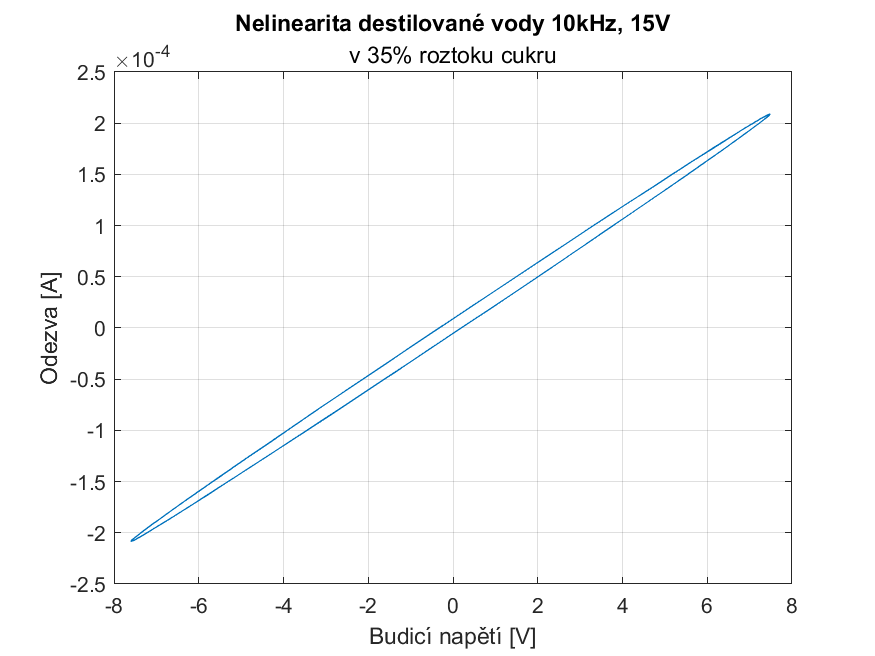 Nelinearita destilované vody 10kHz, 15V
v 35% roztoku cukru
×10-4
2.5
2
1.5
1
0.5
0
-0.5
-1
-1.5
-2
-2.5
-8 -6 -4 -2 0 2 4 6 8
Odezva [A]
Budicí napětí [V]